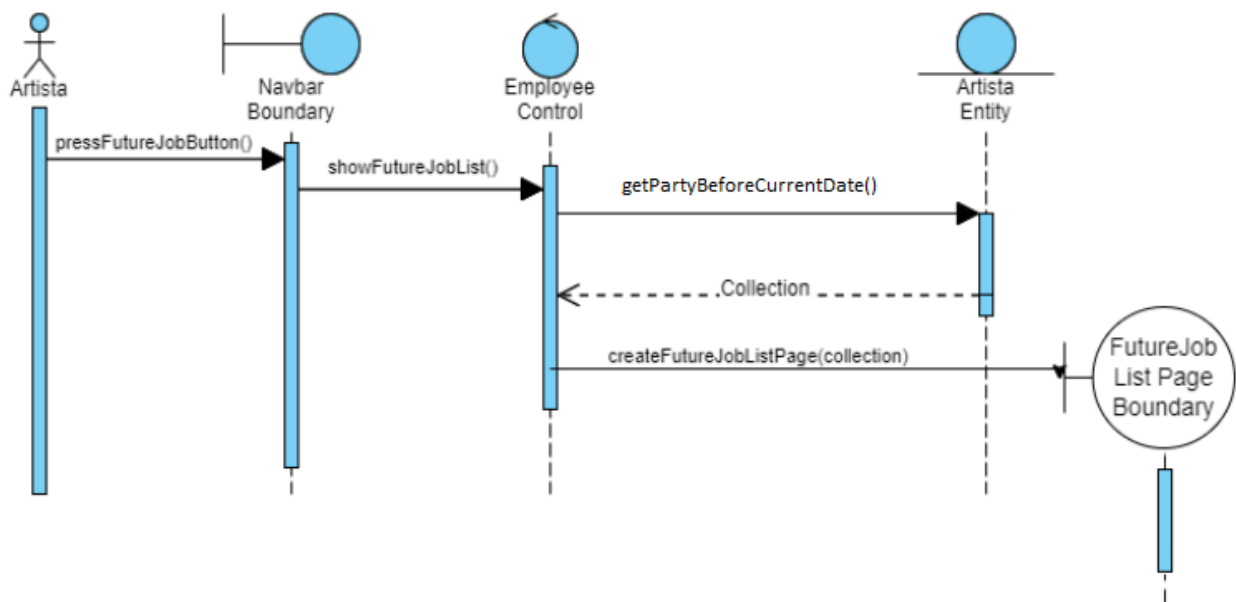 Artista
Navbar
Boundary
Employee
Control
Artista
Entity
pressFutureJobButton()
showFutureJobList()
getPartyBeforeCurrentDate()
Collection
createFutureJobListPage(collection)
FutureJob
List Page
Boundary